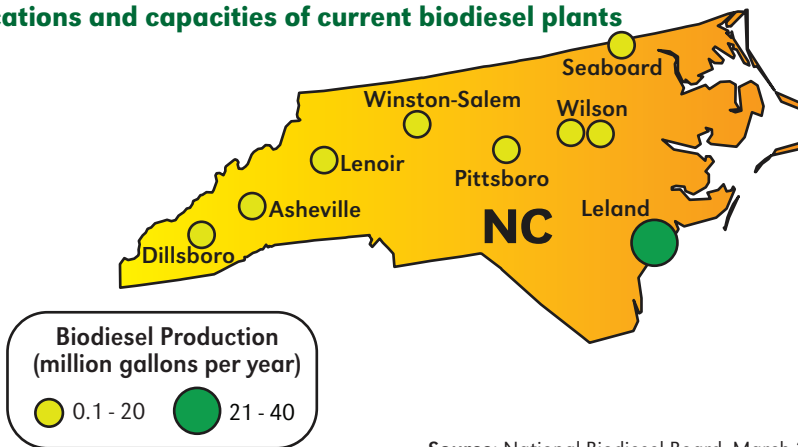 cations and capacities of current biodiesel plants
Seaboard
Winston-Salem
Wilson
Lenoir
Pittsboro
Asheville
Leland
NC
Dillsboro
Biodiesel Production
(million gallons per year)
0.1 - 20
21 - 40
Source: National Biodiesel Board, March